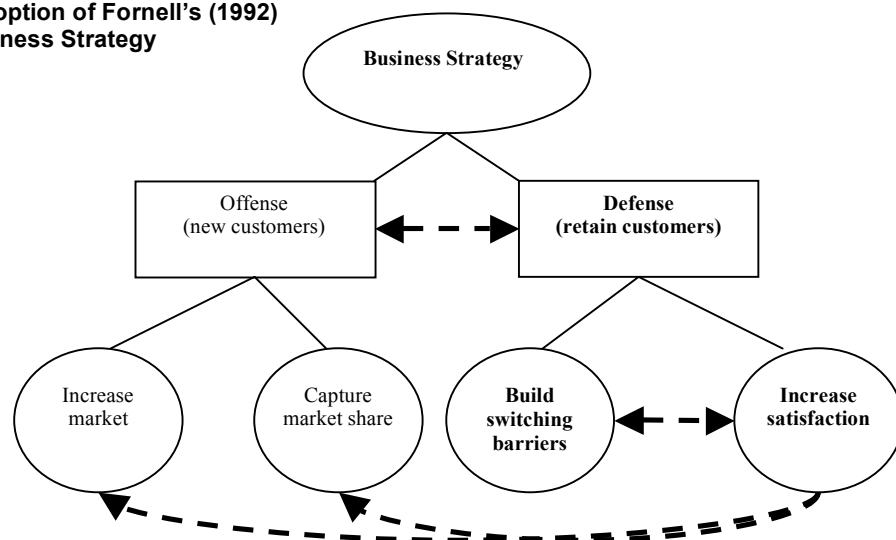 option of Fornell's (1992)
ness Strategy
Business Strategy
Offense
(new customers)
Defense
(retain customers)
Increase
market
Capture
market share
Build
switching
barriers
Increase
satisfaction